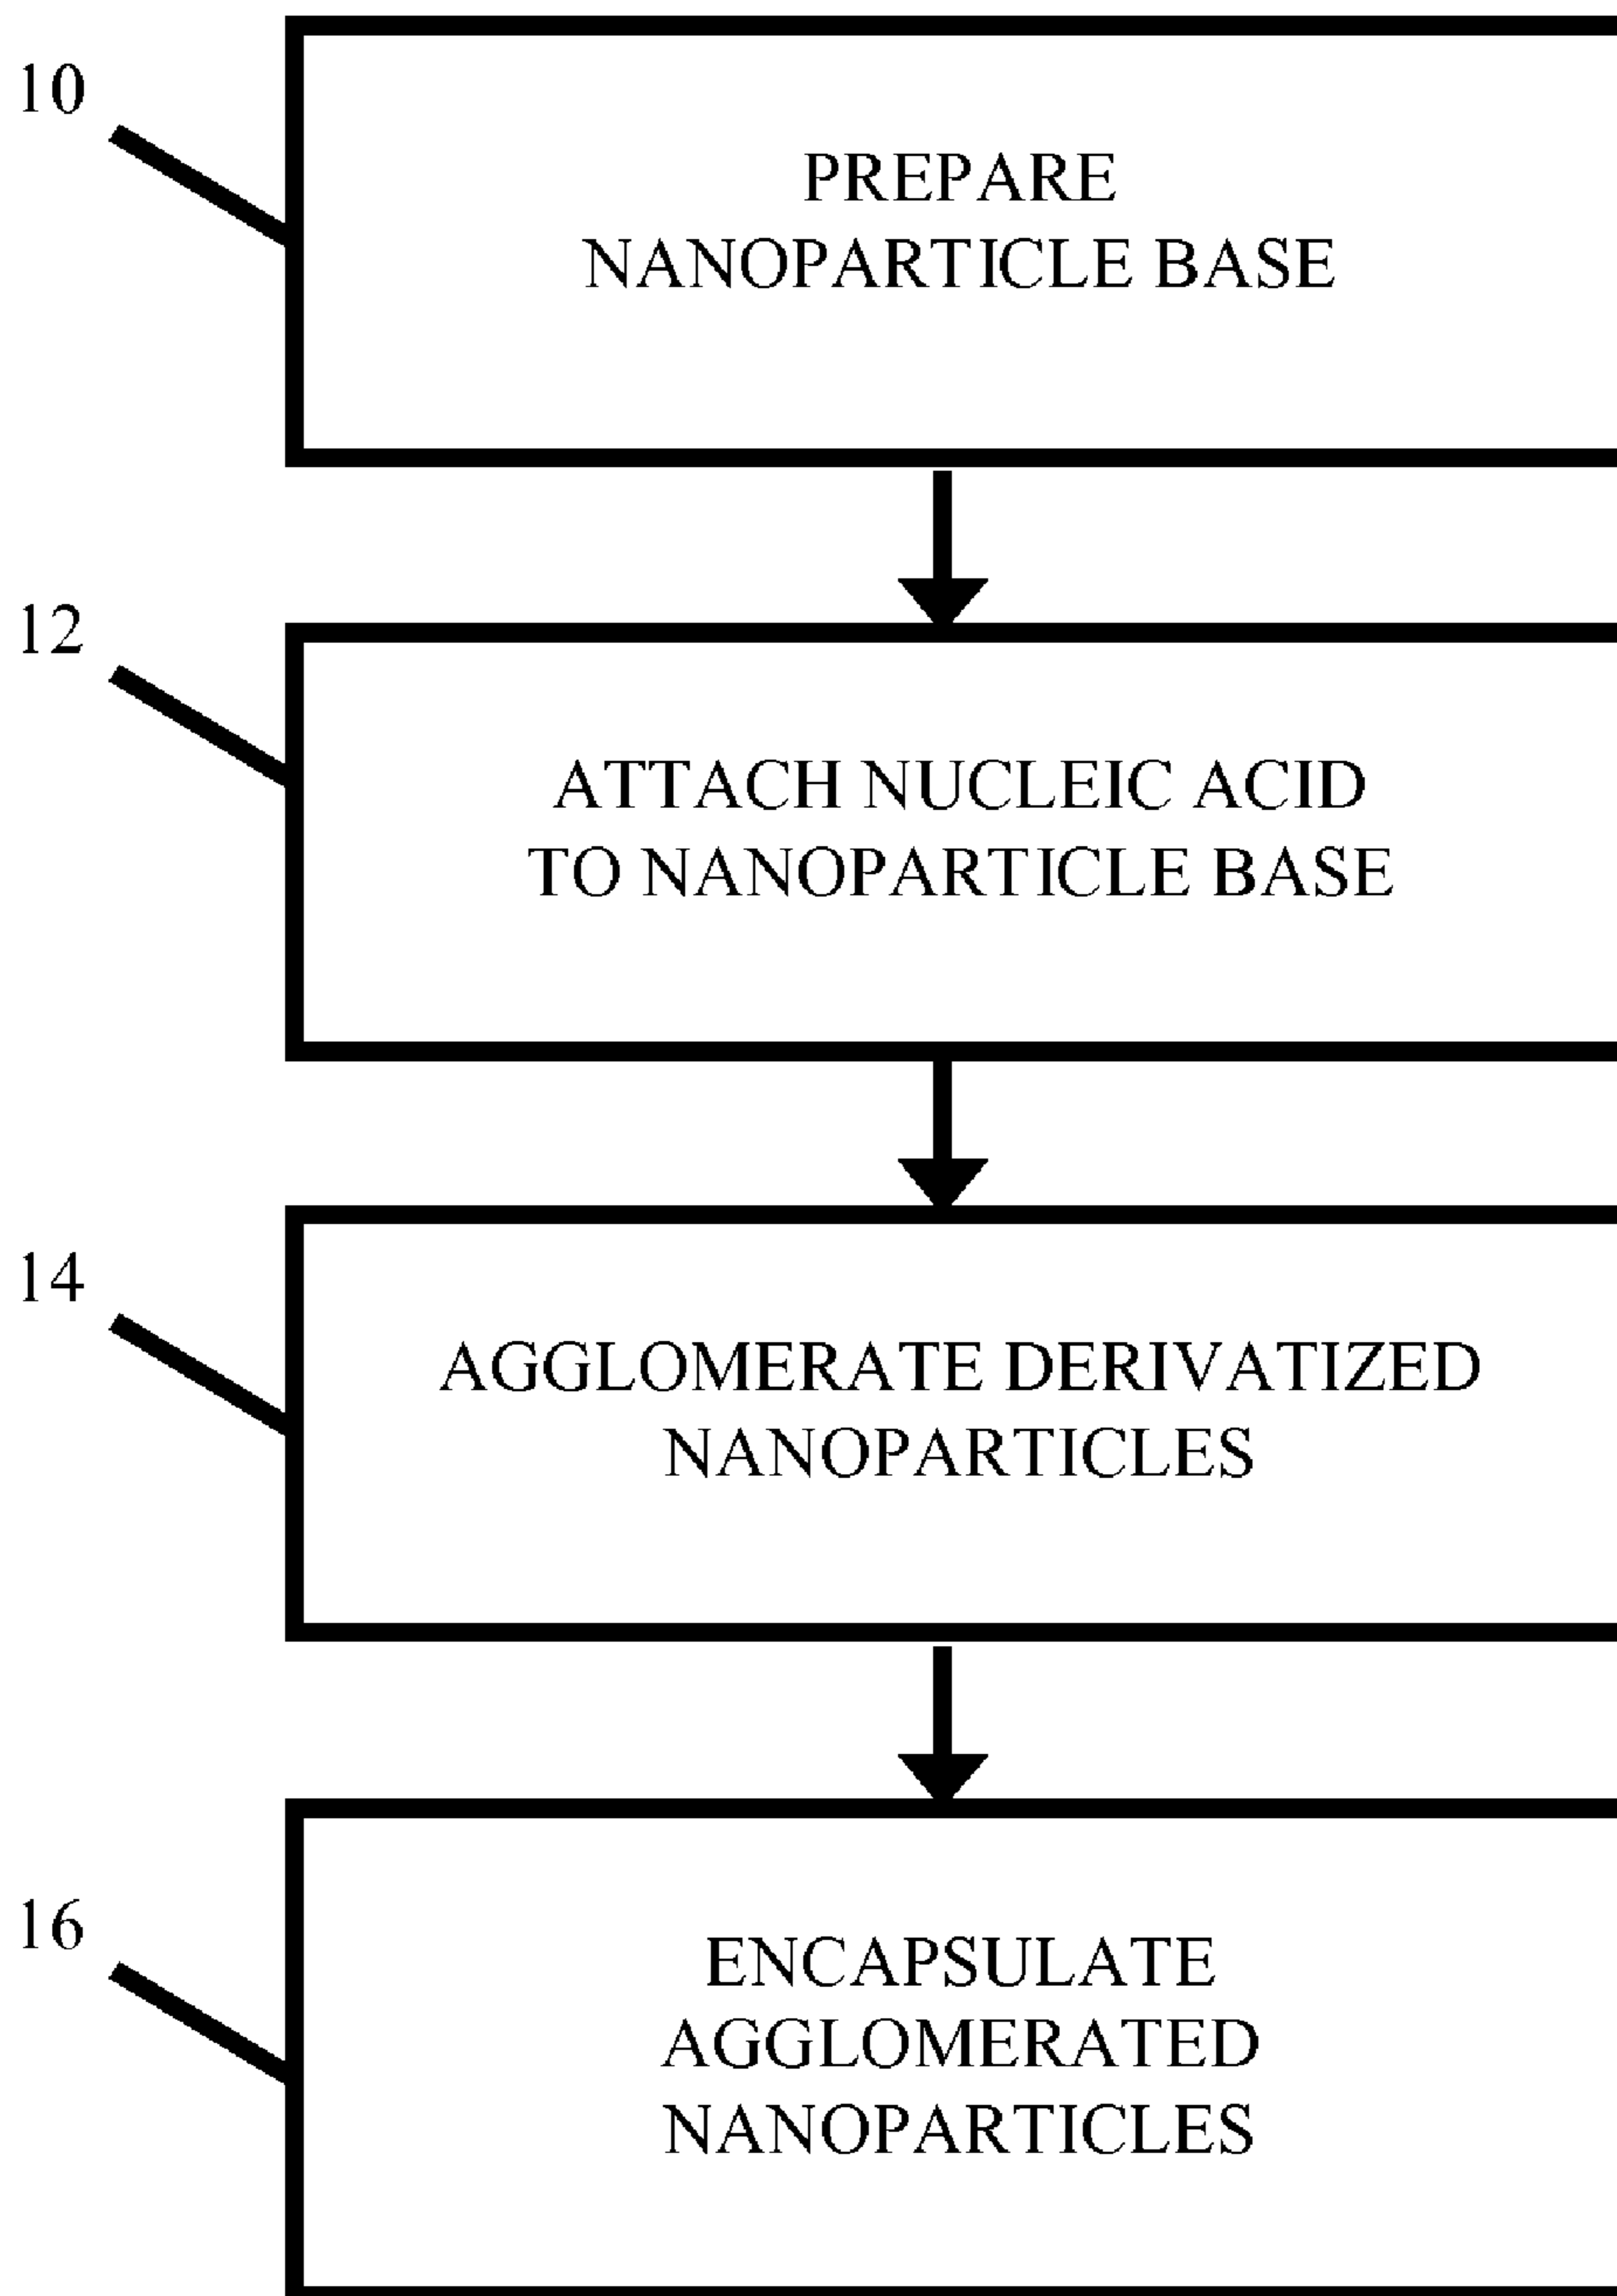 10
PREPARE
NANOPARTICLE BASE
12
ATTACH NUCLEIC ACID
TO NANOPARTICLE BASE
14
AGGLOMERATE DERIVATIZED
NANOPARTICLES
16
ENCAPSULATE
AGGLOMERATED
NANOPARTICLES